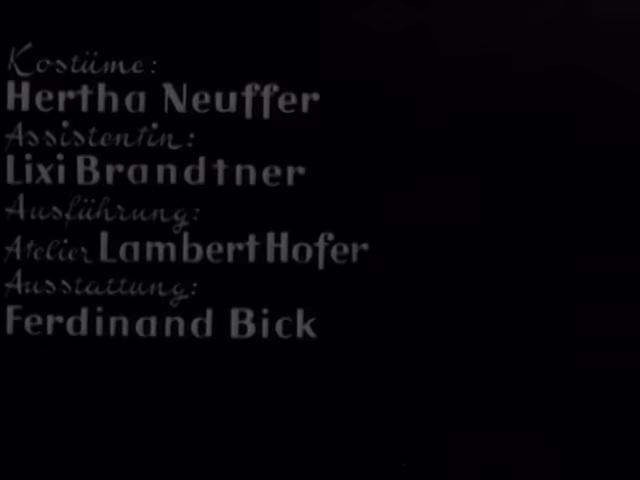 Kostüme:
Hertha Neuffer
Assistentin:
Lixi Brandtner
Ausführung:
Atelier Lambert Hofer
Ausstattung:
Ferdinand Bick